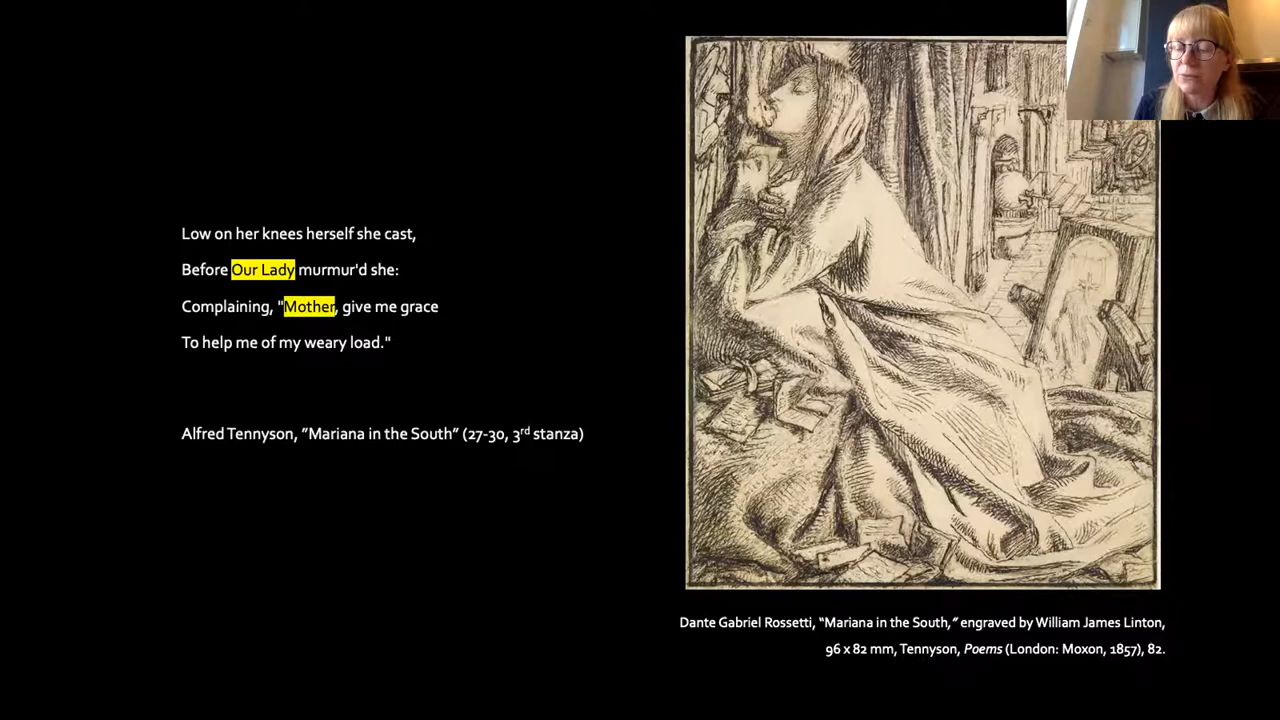 Low on her knees herself she cast,
Before Our Lady murmur'd she:
Complaining, "Mother, give me grace
To help me of my weary load."
Alfred Tennyson, ”Mariana in the South” (27-30, 3rd stanza)
Dante Gabriel Rossetti, “Mariana in the South,” engraved by William James Linton,
96 x 82 mm, Tennyson, Poems (London: Moxon, 1857), 82.